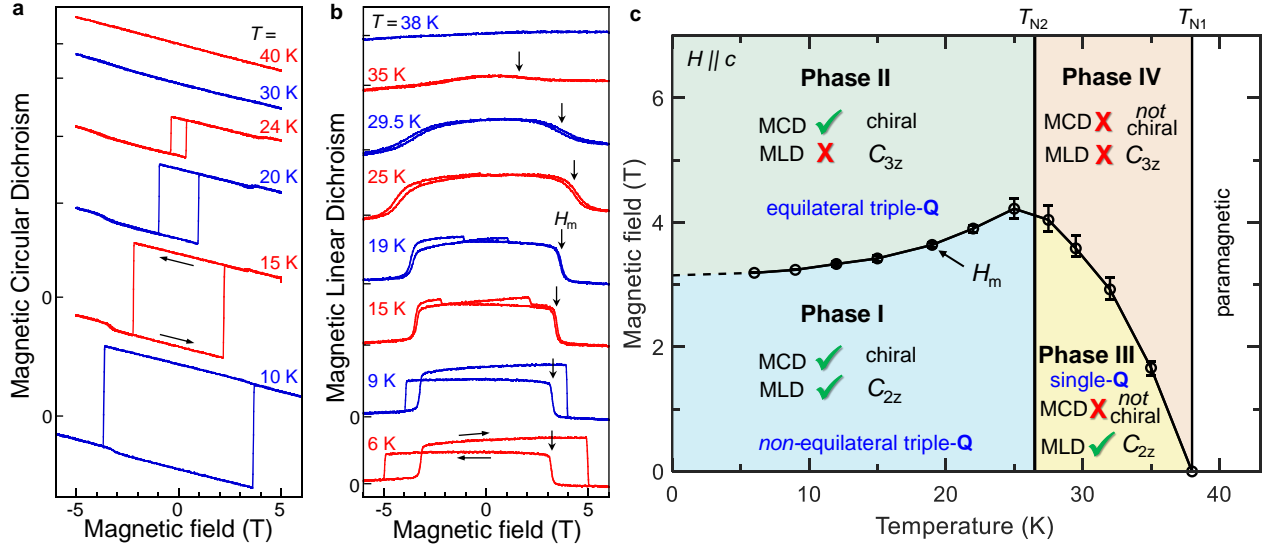 a
T =
40 K
30 K
24 K
20 K
15 K
10 K
0
0
-5
0
5
Magnetic field (T)
Magnetic Circular Dichroism
b
T = 38 K
35 K
29.5 K
25 K
19 K
Hm
15 K
9 K
6 K
0
0
0
-5
0
5
Magnetic field (T)
Magnetic Linear Dichroism
c
TN2
TN1
H || c
Phase II
MCD ✓ chiral
MLD X C3z
equilateral triple-Q
Phase IV
MCD X not chiral
MLD X C3z
paramagnetic
Hm
Phase I
MCD ✓ chiral
MLD ✓ C2z
non-equilateral triple-Q
Phase III
single-Q
MCD X not chiral
MLD ✓ C2z
6
4
2
0
0
10
20
30
40
Temperature (K)
Magnetic field (T)